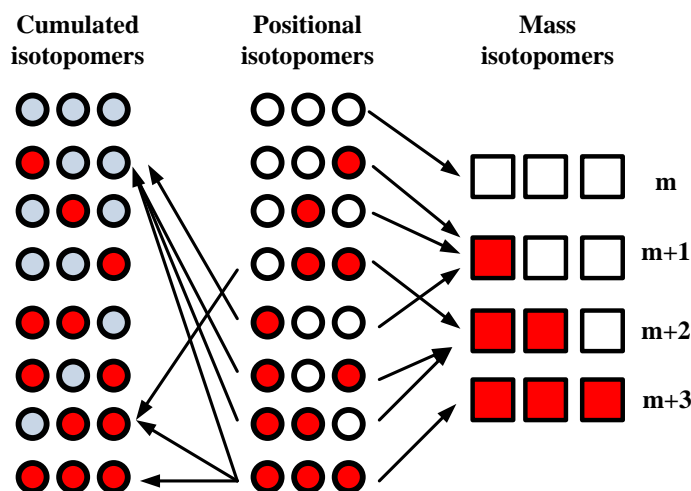 Cumulated
isotopomers
Positional
isotopomers
Mass
isotopomers
m
m+1
m+2
m+3